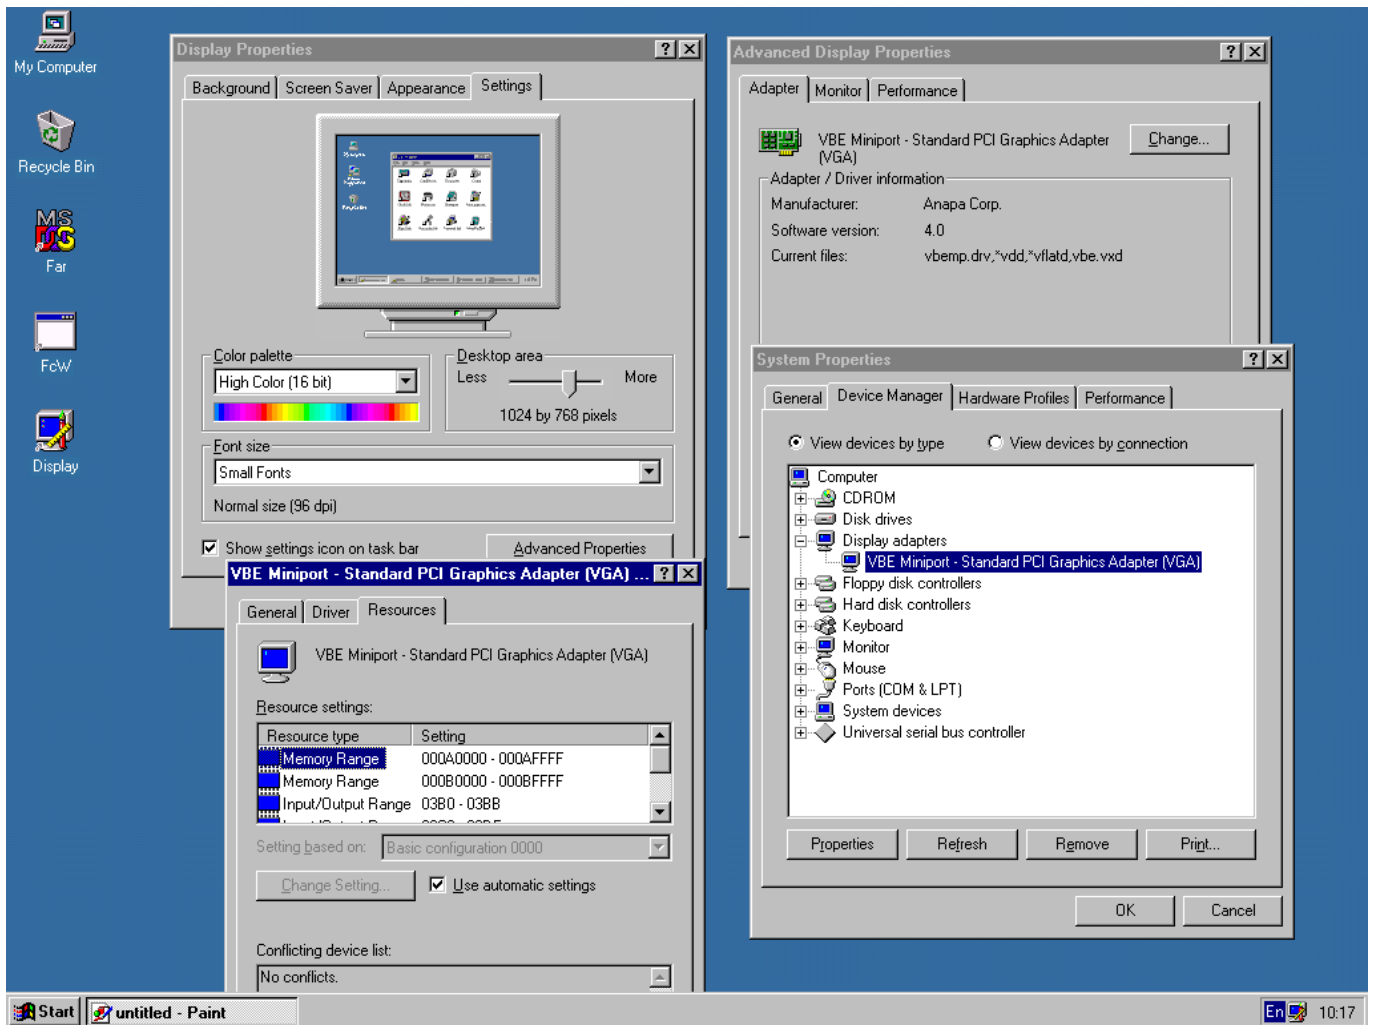 My Computer
Recycle Bin
MS
Far
FcW
Display
Display Properties
Background Screen Saver Appearance Settings
Color palette
High Color (16 bit)
Desktop area
Less More
1024 by 768 pixels
Font size
Small Fonts
Normal size (96 dpi)
Show settings icon on task bar
Advanced Properties
Advanced Display Properties
Adapter Monitor Performance
VBE Miniport - Standard PCI Graphics Adapter
(VGA)
Change...
Adapter / Driver information
Manufacturer: Anapa Corp.
Software version: 4.0
Current files: vbemp.drv,*vdd,*vflatd,vbe.vxd
System Properties
General Device Manager Hardware Profiles Performance
View devices by type View devices by connection
Computer
CDROM
Disk drives
Display adapters
VBE Miniport - Standard PCI Graphics Adapter (VGA)
Floppy disk controllers
Hard disk controllers
Keyboard
Monitor
Mouse
Ports (COM & LPT)
System devices
Universal serial bus controller
Properties Refresh Remove Print...
OK Cancel
VBE Miniport - Standard PCI Graphics Adapter (VGA) ...
General Driver Resources
VBE Miniport - Standard PCI Graphics Adapter (VGA)
Resource settings:
Resource type Setting
Memory Range 000A0000 - 000AFFFF
Memory Range 000B0000 - 000BFFFF
Input/Output Range 03B0 - 03BB
Setting based on: Basic configuration 0000
Change Setting... Use automatic settings
Conflicting device list:
No conflicts.
Start untitled - Paint En 10:17